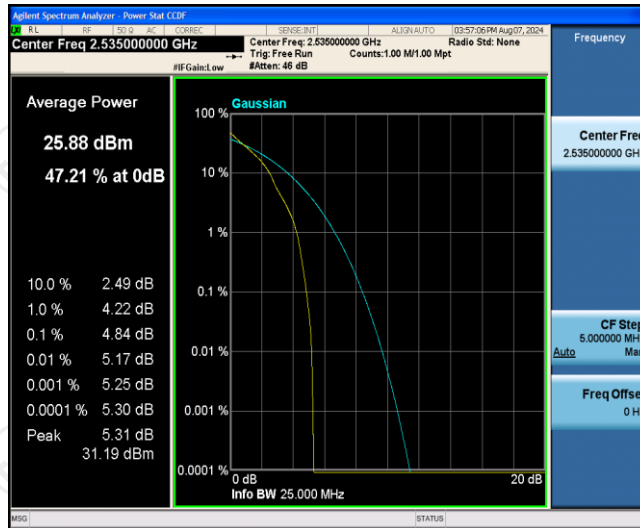 Agilent Spectrum Analyzer - Power Stat CCDF
RL RF 50 Ω AC CORREC SENSE:INT ALIGN AUTO 03:57:06 PM Aug 07, 2024
Center Freq 2.535000000 GHz
Center Freq: 2.535000000 GHz Radio Std: None
Trig: Free Run Counts:1.00 M/1.00 Mpt
#IFGain:Low #Atten: 46 dB
Frequency
Average Power
25.88 dBm
47.21 % at 0dB
10.0 % 2.49 dB
1.0 % 4.22 dB
0.1 % 4.84 dB
0.01 % 5.17 dB
0.001 % 5.25 dB
0.0001 % 5.30 dB
Peak 5.31 dB
31.19 dBm
Gaussian
100 %
10 %
1 %
0.1 %
0.01 %
0.001 %
0.0001 %
0 dB 20 dB
Info BW 25.000 MHz
Center Fre
2.535000000 GH
CF Step
5.000000 MH
Auto Ma
Freq Offse
0 H
MSG STATUS